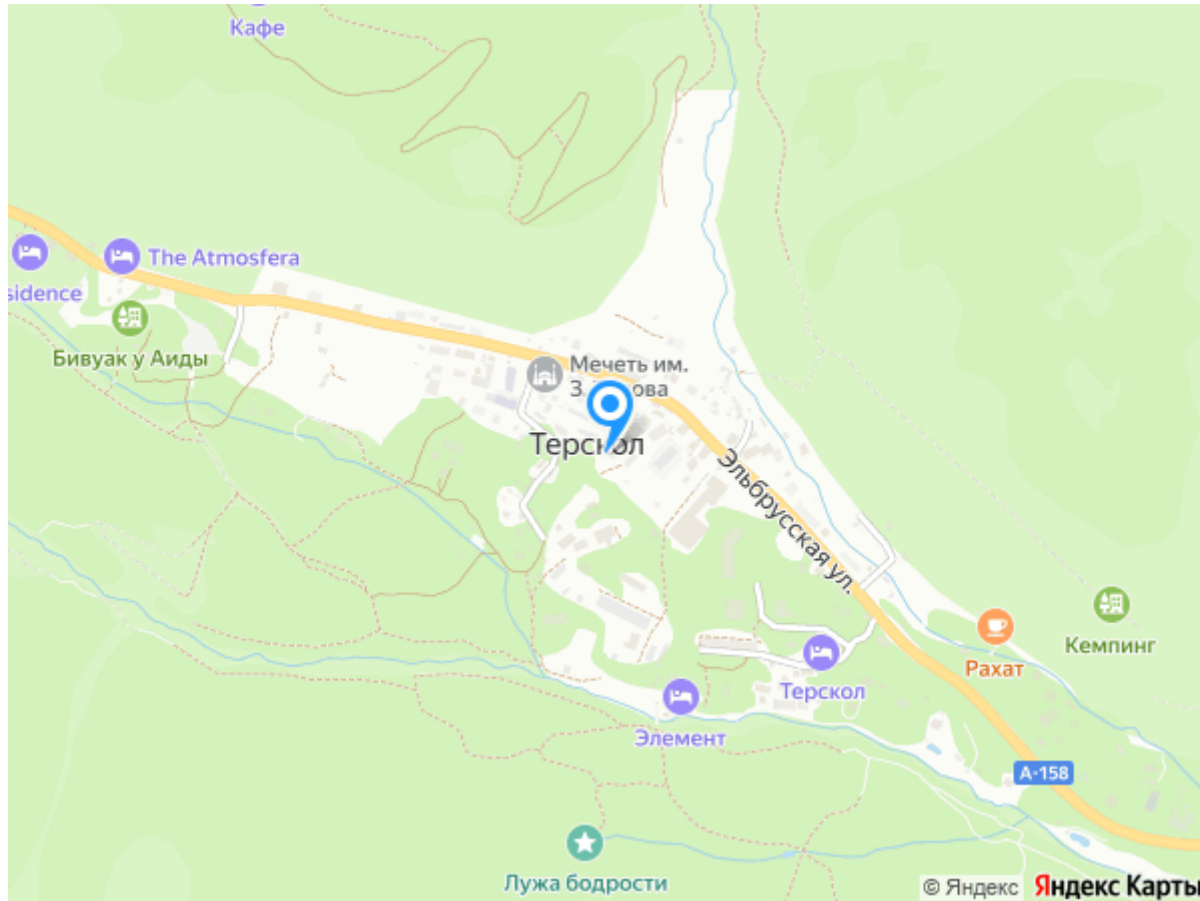 Кафе
The Atmosfera
sidence
Бивуак у Аиды
Мечеть им.
Терскол
Эльбрусская ул.
Кемпинг
Рахат
Терскол
Элемент
А-158
Лужа бодрости
© Яндекс Яндекс Карты